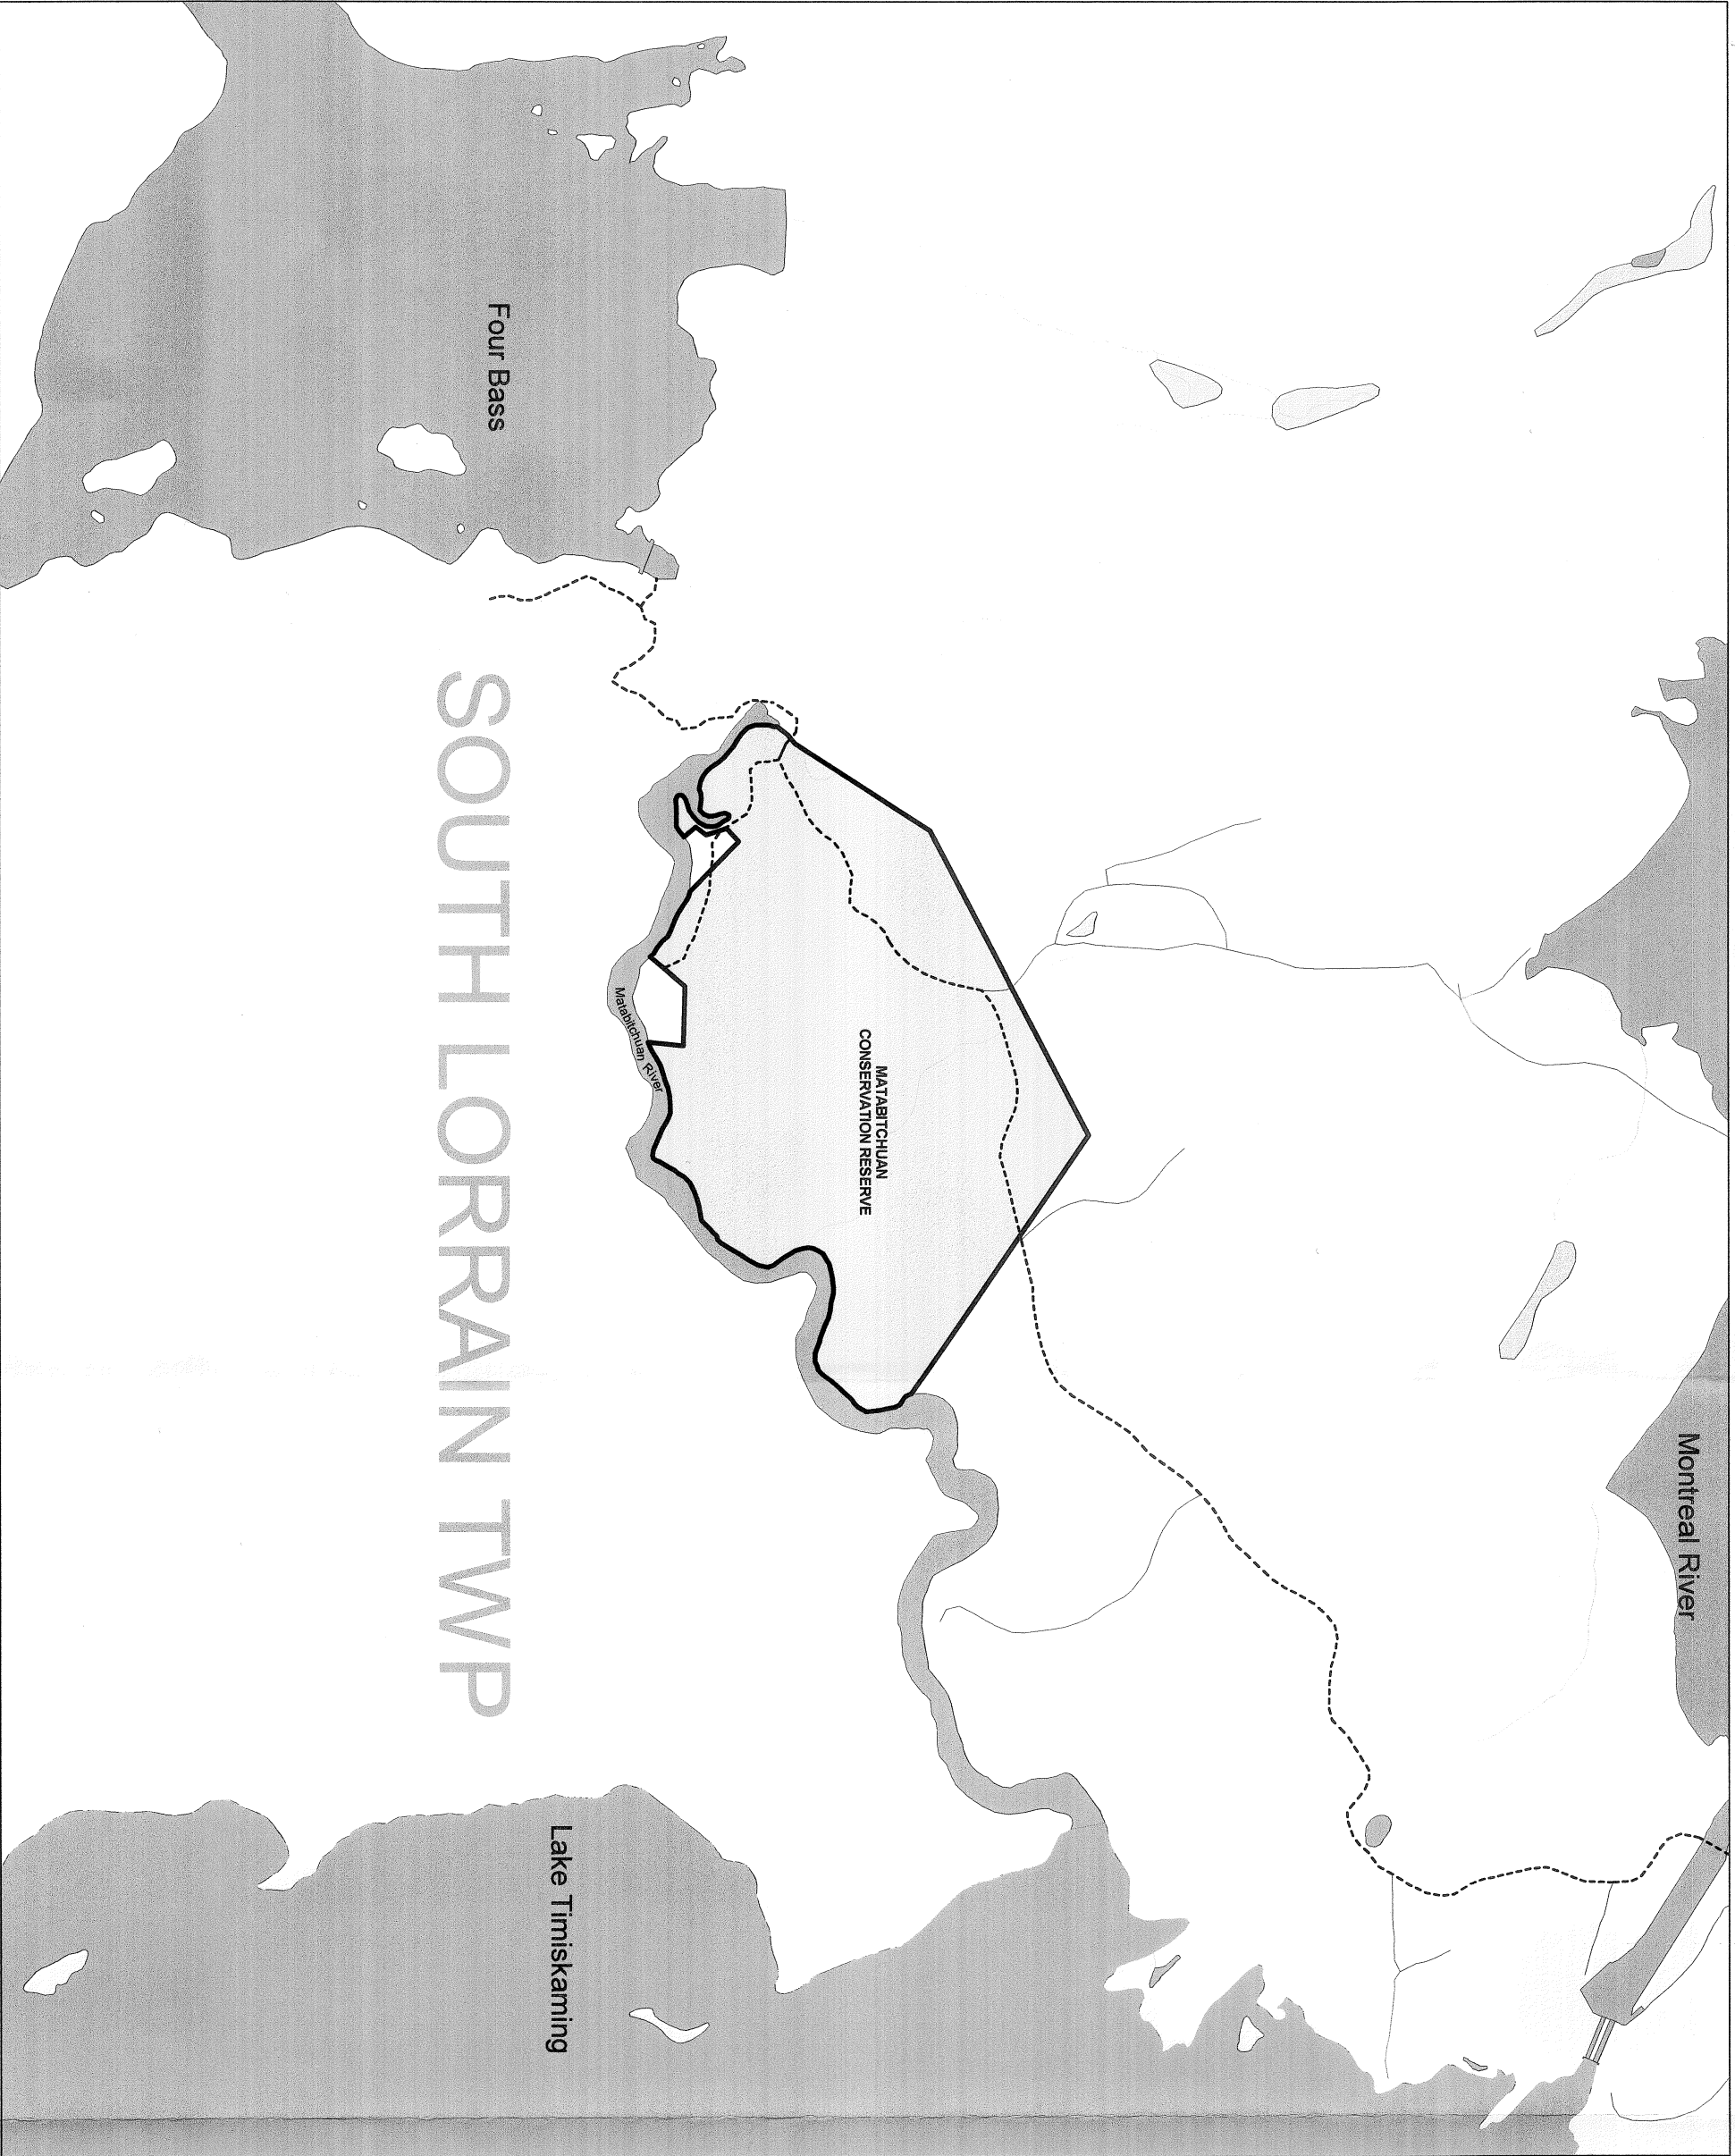 Montreal River
MATABITCHUAN
CONSERVATION RESERVE
Matabitchuan River
Four Bass
Lake Timiskaming
SOUTH LORRAIN TWP